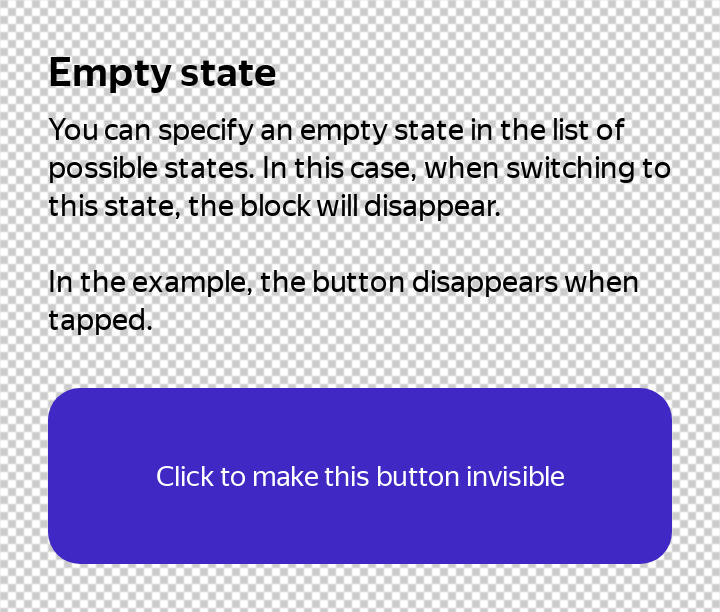 Empty state
You can specify an empty state in the list of
possible states. In this case, when switching to
this state, the block will disappear.
In the example, the button disappears when
tapped.
Click to make this button invisible